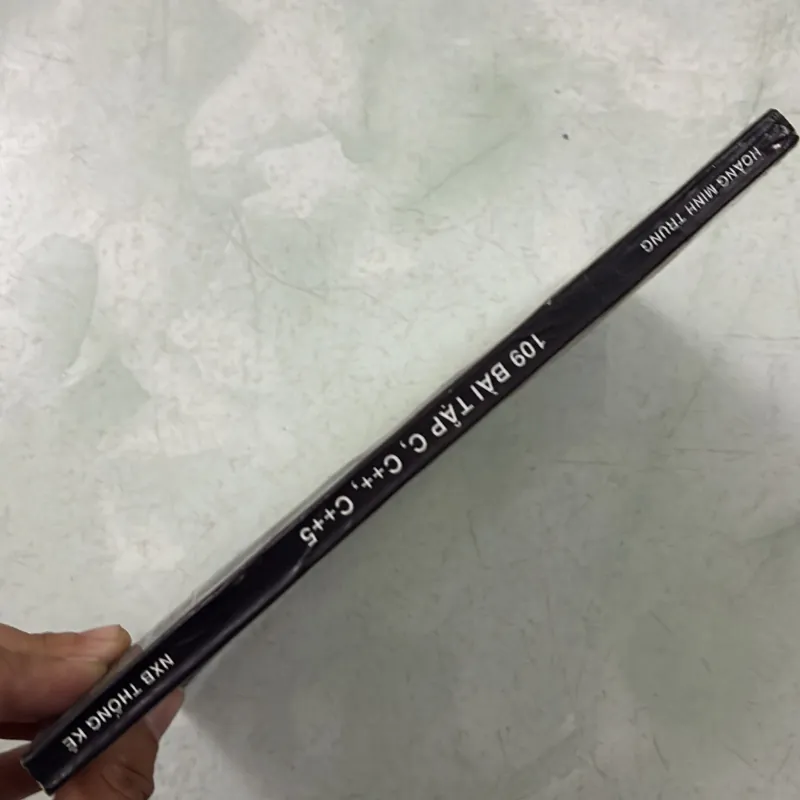 HOÀNG MINH TRUNG
109 BÀI TẬP C, C++, C++5
NXB THỐNG KÊ